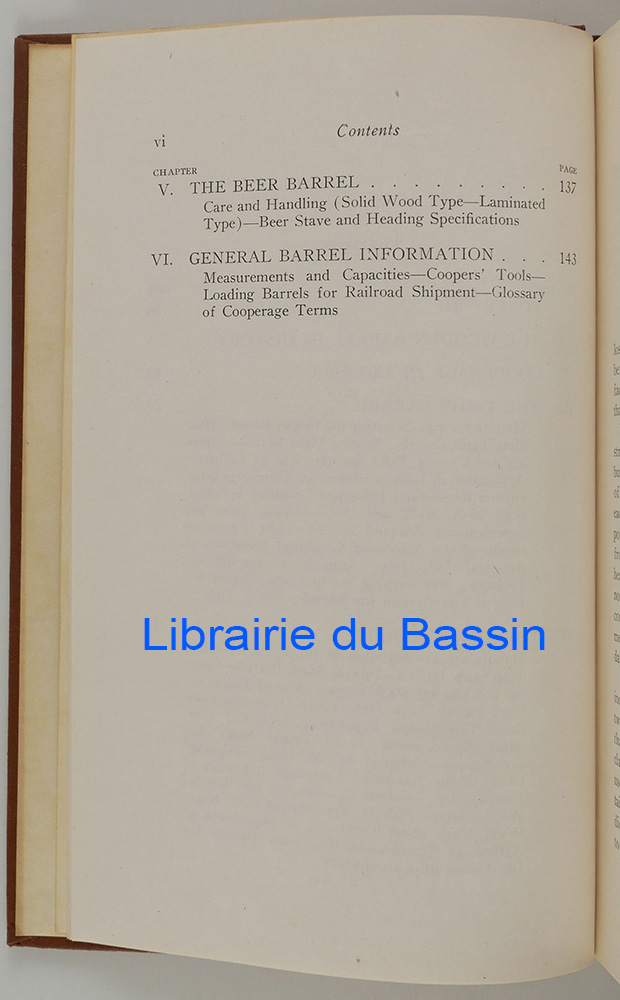 vi
Contents
CHAPTER PAGE
V. THE BEER BARREL . . . . . . . . . 137
Care and Handling (Solid Wood Type—Laminated
Type)—Beer Stave and Heading Specifications
VI. GENERAL BARREL INFORMATION . . . 143
Measurements and Capacities—Coopers' Tools—
Loading Barrels for Railroad Shipment—Glossary
of Cooperage Terms
Librairie du Bassin